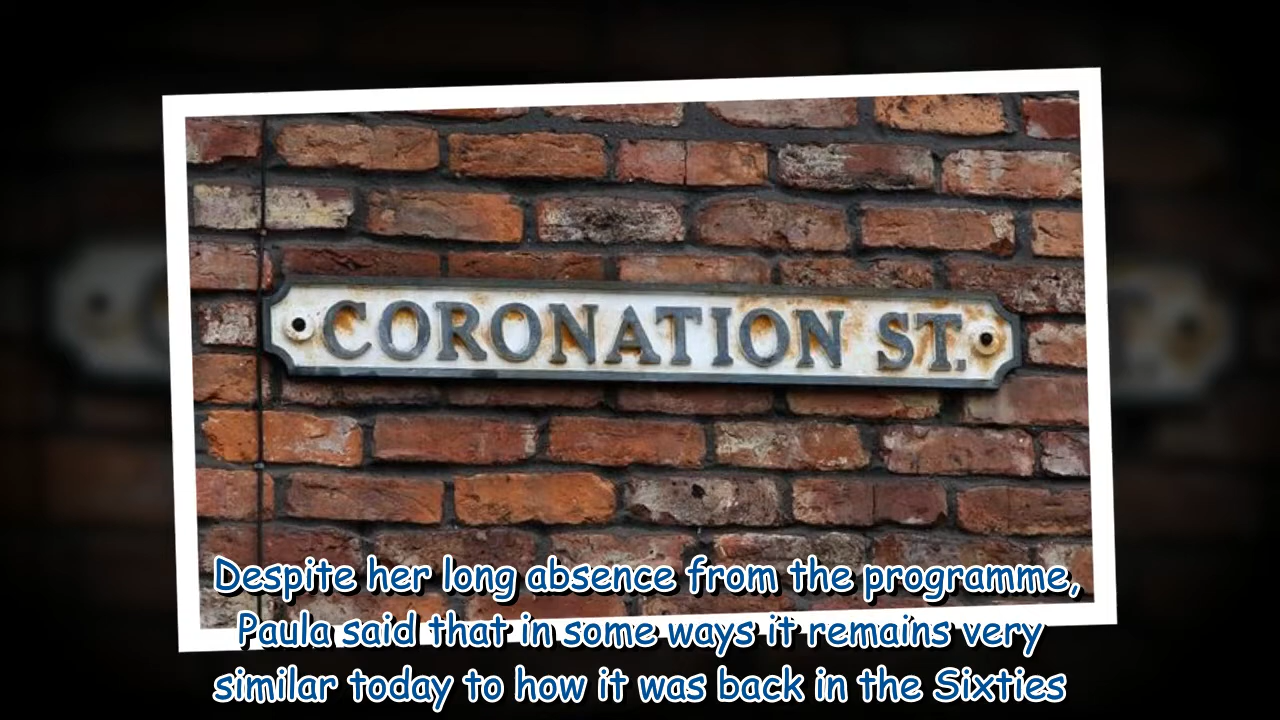 CORONATION ST.
Despite her long absence from the programme,
Paula said that in some ways it remains very
similar today to how it was back in the Sixties